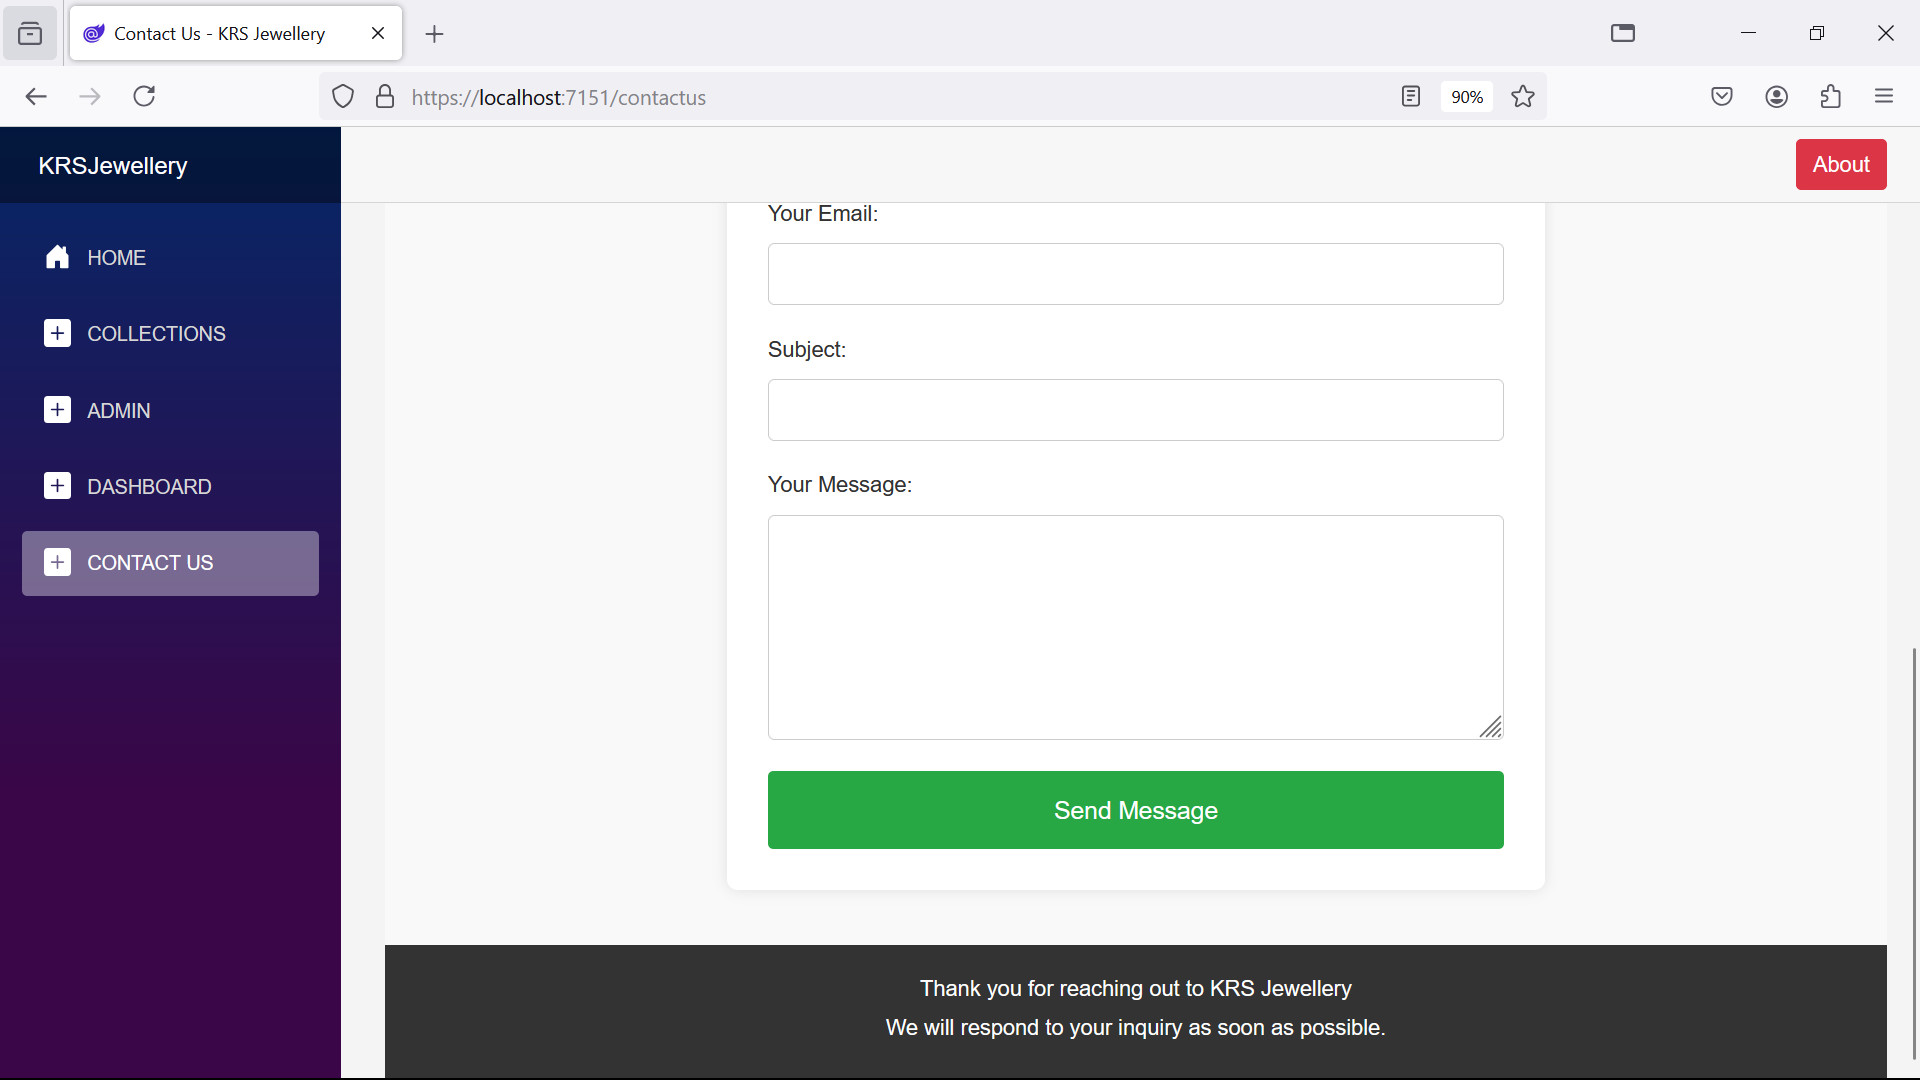 Contact Us - KRS Jewellery
https://localhost:7151/contactus
90%
KRSJewellery
About
HOME
COLLECTIONS
ADMIN
DASHBOARD
CONTACT US
Your Email:
Subject:
Your Message:
Send Message
Thank you for reaching out to KRS Jewellery
We will respond to your inquiry as soon as possible.